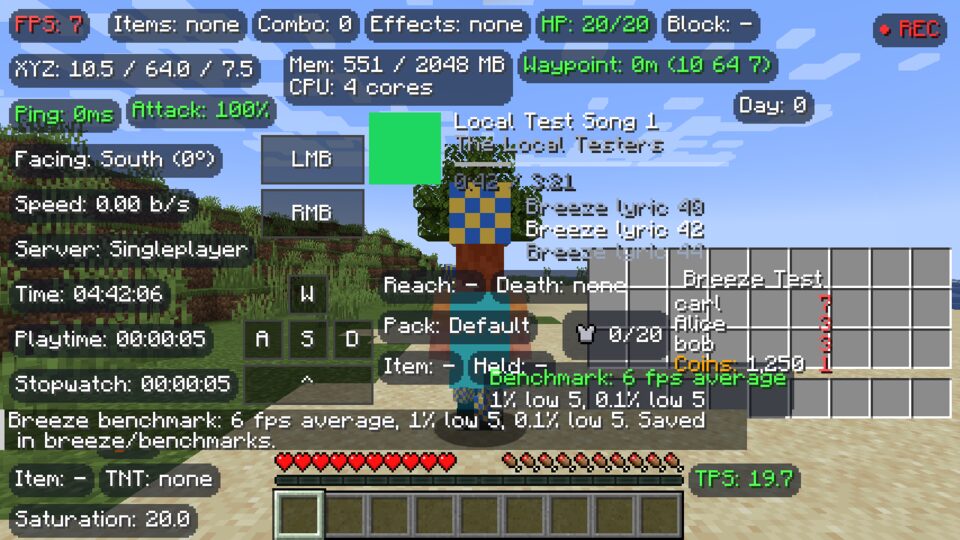 FPS: 7
Items: none
Combo: 0
Effects: none
HP: 20/20
Block: -
REC
XYZ: 10.5 / 64.0 / 7.5
Mem: 551 / 2048 MB
CPU: 4 cores
Waypoint: 0m (10 64 7)
Ping: 0ms
Attack: 100%
Day: 0
Local Test Song 1
The Local Testers
0:42 / 3:21
Facing: South (0°)
LMB
Speed: 0.00 b/s
RMB
Breeze lyric 40
Breeze lyric 42
Breeze lyric 44
Server: Singleplayer
Time: 04:42:06
W
Reach: -
Death: none
Breeze Test
carl 7
Alice 3
bob 3
Coins: 1,250 1
Playtime: 00:00:05
A
S
D
Pack: Default
0/20
Stopwatch: 00:00:05
^
Item: -
Held: -
Benchmark: 6 fps average
1% low 5, 0.1% low 5
Breeze benchmark: 6 fps average, 1% low 5, 0.1% low 5. Saved
in breeze/benchmarks.
Item: -
TNT: none
TPS: 19.7
Saturation: 20.0